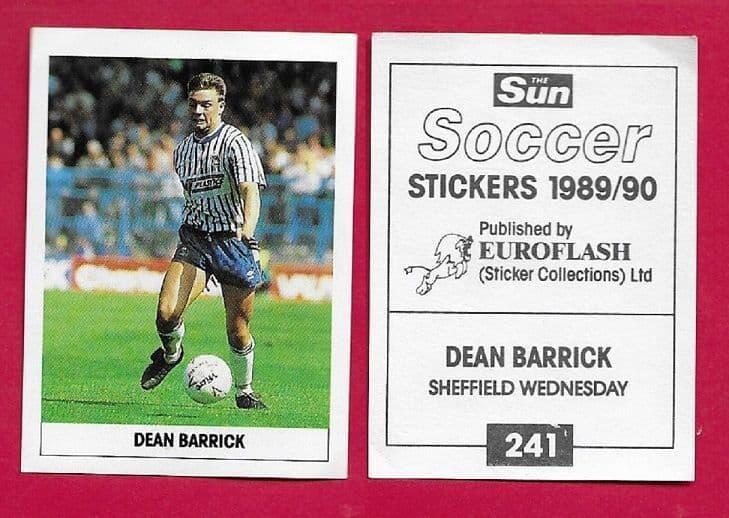 DEAN BARRICK
THE
Sun
Soccer
STICKERS 1989/90
Published by
EUROFLASH
(Sticker Collections) Ltd
DEAN BARRICK
SHEFFIELD WEDNESDAY
241